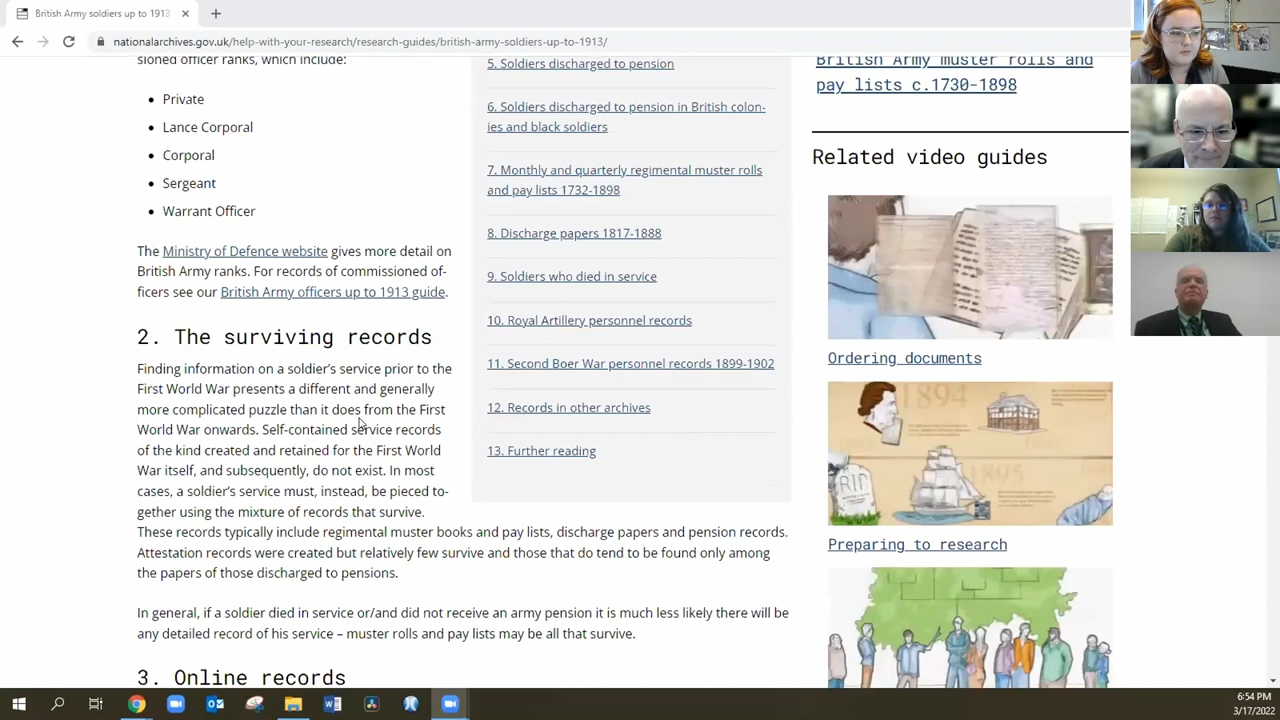 British Army soldiers up to 1913
nationalarchives.gov.uk/help-with-your-research/research-guides/british-army-soldiers-up-to-1913/
sioned officer ranks, which include:
Private
Lance Corporal
Corporal
Sergeant
Warrant Officer
The Ministry of Defence website gives more detail on
British Army ranks. For records of commissioned of-
ficers see our British Army officers up to 1913 guide.
2. The surviving records
Finding information on a soldier's service prior to the
First World War presents a different and generally
more complicated puzzle than it does from the First
World War onwards. Self-contained service records
of the kind created and retained for the First World
War itself, and subsequently, do not exist. In most
cases, a soldier's service must, instead, be pieced to-
gether using the mixture of records that survive.
These records typically include regimental muster books and pay lists, discharge papers and pension records.
Attestation records were created but relatively few survive and those that do tend to be found only among
the papers of those discharged to pensions.
In general, if a soldier died in service or/and did not receive an army pension it is much less likely there will be
any detailed record of his service – muster rolls and pay lists may be all that survive.
3. Online records
5. Soldiers discharged to pension
6. Soldiers discharged to pension in British colon-
ies and black soldiers
7. Monthly and quarterly regimental muster rolls
and pay lists 1732-1898
8. Discharge papers 1817-1888
9. Soldiers who died in service
10. Royal Artillery personnel records
11. Second Boer War personnel records 1899-1902
12. Records in other archives
13. Further reading
British Army muster rolls and
pay lists c.1730-1898
Related video guides
Ordering documents
1894
1895
Preparing to research
6:54 PM
3/17/2022